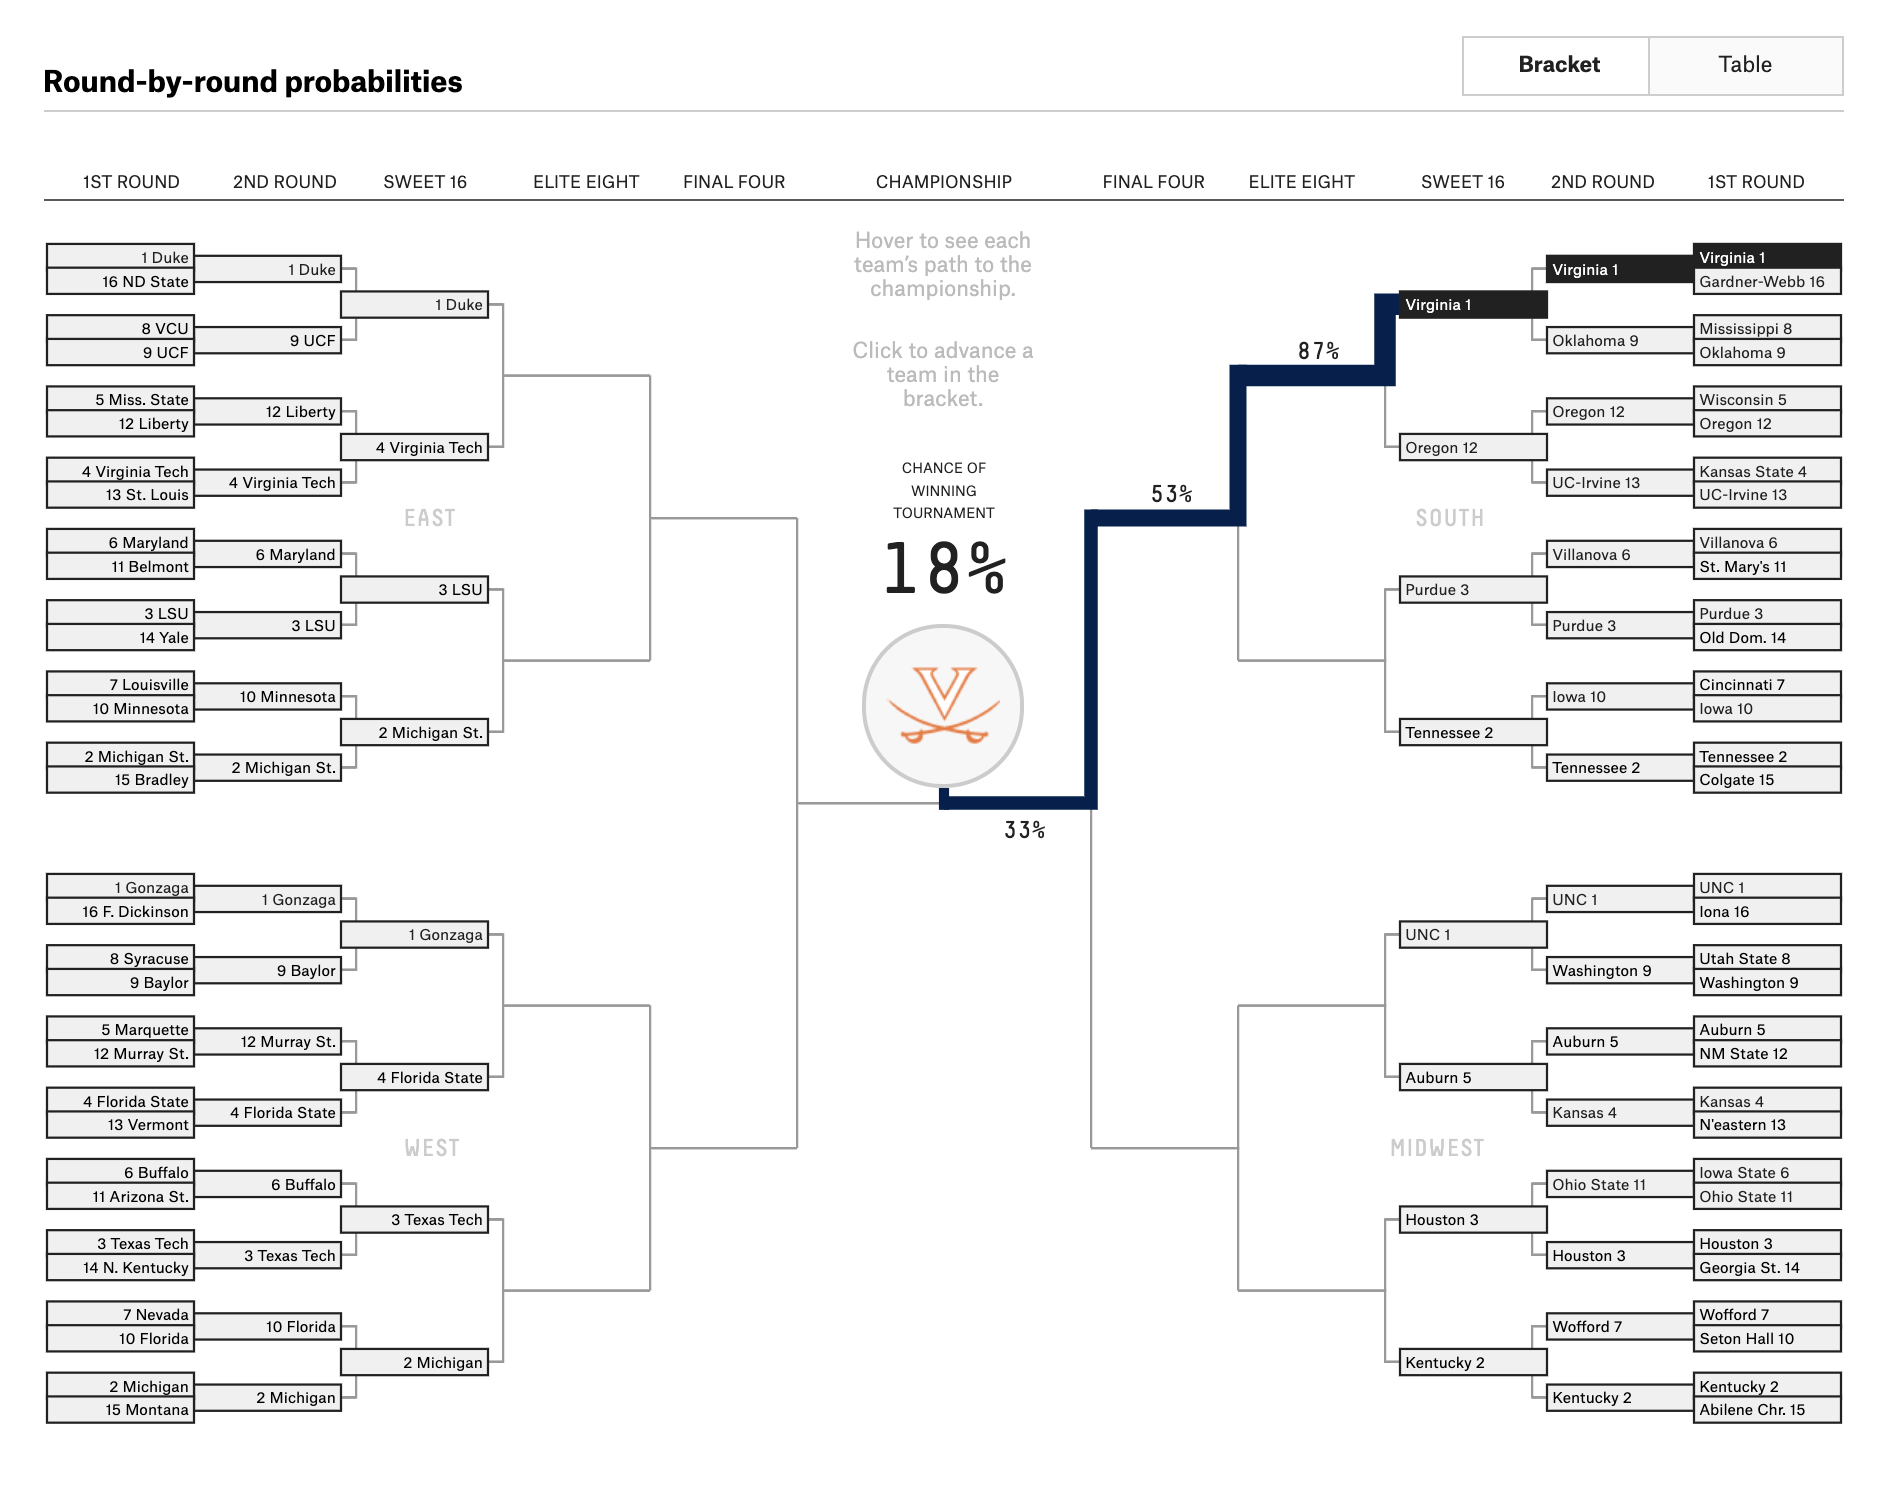 Round-by-round probabilities
Bracket
Table
1ST ROUND
2ND ROUND
SWEET 16
ELITE EIGHT
FINAL FOUR
CHAMPIONSHIP
FINAL FOUR
ELITE EIGHT
SWEET 16
2ND ROUND
1ST ROUND
1 Duke
16 ND State
8 VCU
9 UCF
5 Miss. State
12 Liberty
4 Virginia Tech
13 St. Louis
6 Maryland
11 Belmont
3 LSU
14 Yale
7 Louisville
10 Minnesota
2 Michigan St.
15 Bradley
1 Duke
9 UCF
12 Liberty
4 Virginia Tech
6 Maryland
3 LSU
10 Minnesota
2 Michigan St.
1 Duke
4 Virginia Tech
EAST
3 LSU
2 Michigan St.
1 Gonzaga
16 F. Dickinson
8 Syracuse
9 Baylor
5 Marquette
12 Murray St.
4 Florida State
13 Vermont
6 Buffalo
11 Arizona St.
3 Texas Tech
14 N. Kentucky
7 Nevada
10 Florida
2 Michigan
15 Montana
1 Gonzaga
9 Baylor
12 Murray St.
4 Florida State
6 Buffalo
3 Texas Tech
10 Florida
2 Michigan
1 Gonzaga
4 Florida State
WEST
3 Texas Tech
2 Michigan
Hover to see each
team's path to the
championship.
Click to advance a
team in the
bracket.
CHANCE OF
WINNING
TOURNAMENT
18%
33%
53%
87%
Virginia 1
Oregon 12
SOUTH
Purdue 3
Tennessee 2
Virginia 1
Oklahoma 9
Oregon 12
UC-Irvine 13
Villanova 6
Purdue 3
Iowa 10
Tennessee 2
Virginia 1
Gardner-Webb 16
Mississippi 8
Oklahoma 9
Wisconsin 5
Oregon 12
Kansas State 4
UC-Irvine 13
Villanova 6
St. Mary's 11
Purdue 3
Old Dom. 14
Cincinnati 7
Iowa 10
Tennessee 2
Colgate 15
UNC 1
Auburn 5
MIDWEST
Houston 3
Kentucky 2
UNC 1
Washington 9
Auburn 5
Kansas 4
Ohio State 11
Houston 3
Wofford 7
Kentucky 2
UNC 1
Iona 16
Utah State 8
Washington 9
Auburn 5
NM State 12
Kansas 4
N'eastern 13
Iowa State 6
Ohio State 11
Houston 3
Georgia St. 14
Wofford 7
Seton Hall 10
Kentucky 2
Abilene Chr. 15